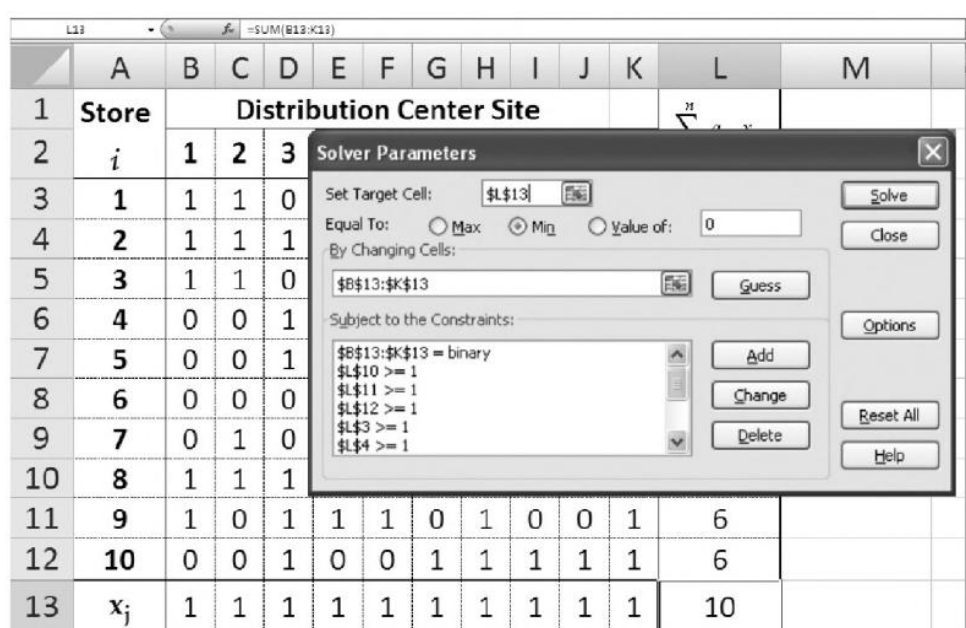 L13 fx =SUM(B13:K13)
A B C D E F G H I J K L M
1 Store Distribution Center Site
2 i 1 2 3
3 1 1 1 0
4 2 1 1 1
5 3 1 1 0
6 4 0 0 1
7 5 0 0 1
8 6 0 0 0
9 7 0 1 0
10 8 1 1 1
11 9 1 0 1 1 1 0 1 0 0 1 6
12 10 0 0 1 0 0 1 1 1 1 1 6
13 xj 1 1 1 1 1 1 1 1 1 1 10
Solver Parameters
Set Target Cell: $L$13 Solve
Equal To: Max Min Value of: 0 Close
By Changing Cells:
$B$13:$K$13 Guess
Subject to the Constraints: Options
$B$13:$K$13 = binary Add
$L$10 >= 1
$L$11 >= 1 Change
$L$12 >= 1 Reset All
$L$3 >= 1 Delete
$L$4 >= 1 Help